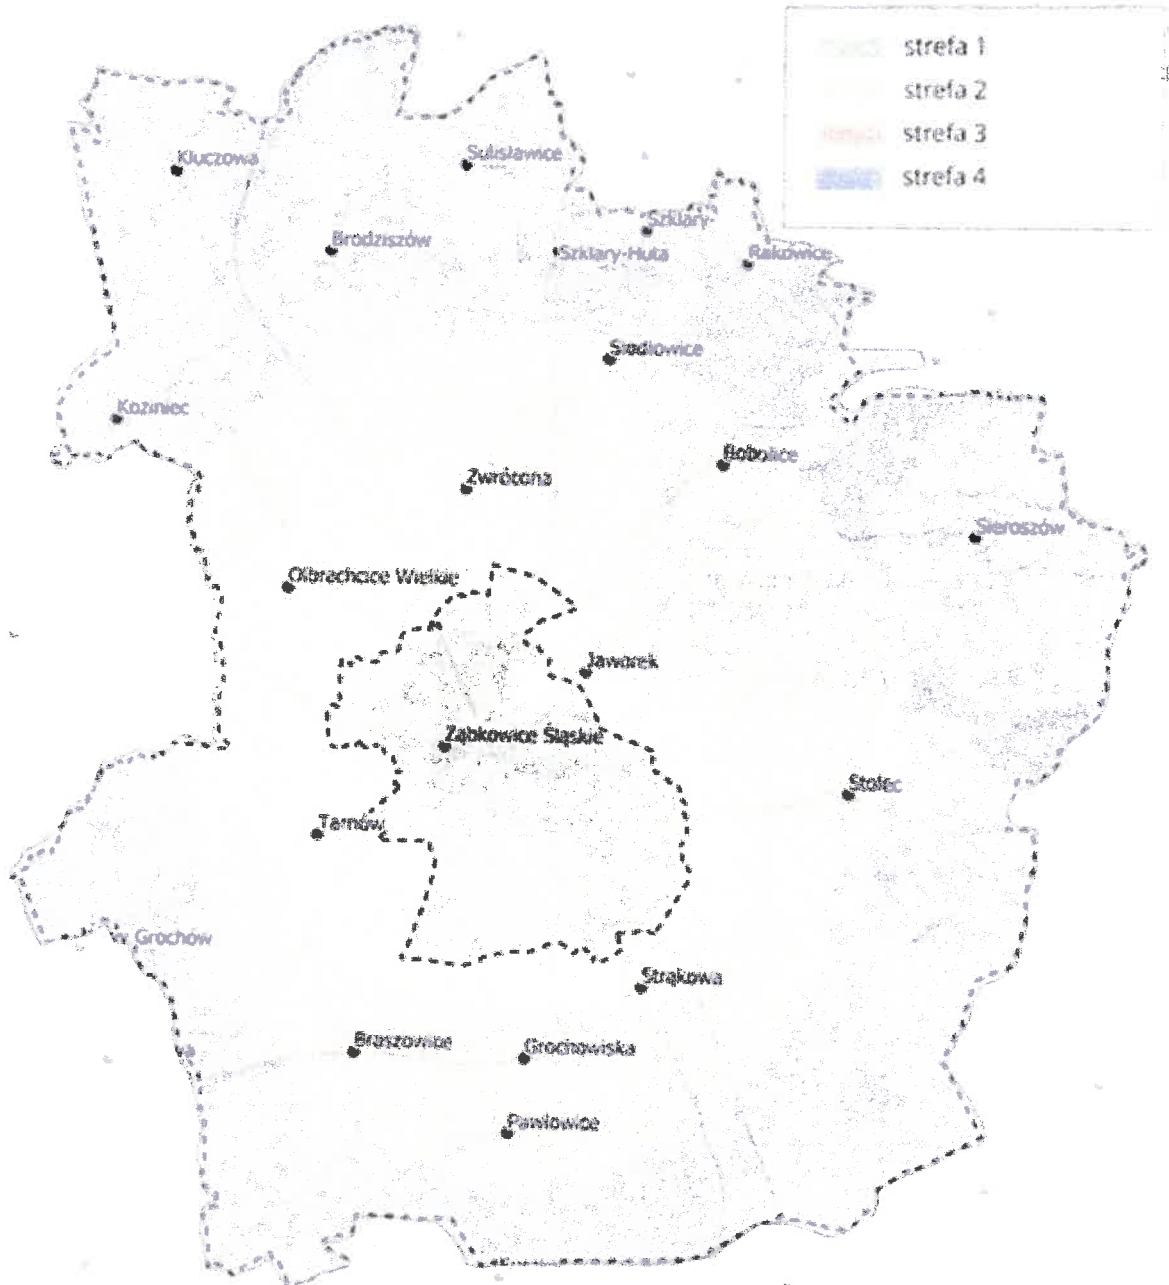 strefa 1
strefa 2
strefa 3
strefa 4
Kluczowa
Sulisławice
Szklary
Brodziszów
Szklary-Huta
Rakowice
Siodłowice
Koziniec
Bobolice
Zwrócona
Sieroszów
Olbrachcice Wielkie
Jaworek
Ząbkowice Śląskie
Stolec
Tarnów
Grochów
Strąkowa
Braszowice
Grochowiska
Pawłowice